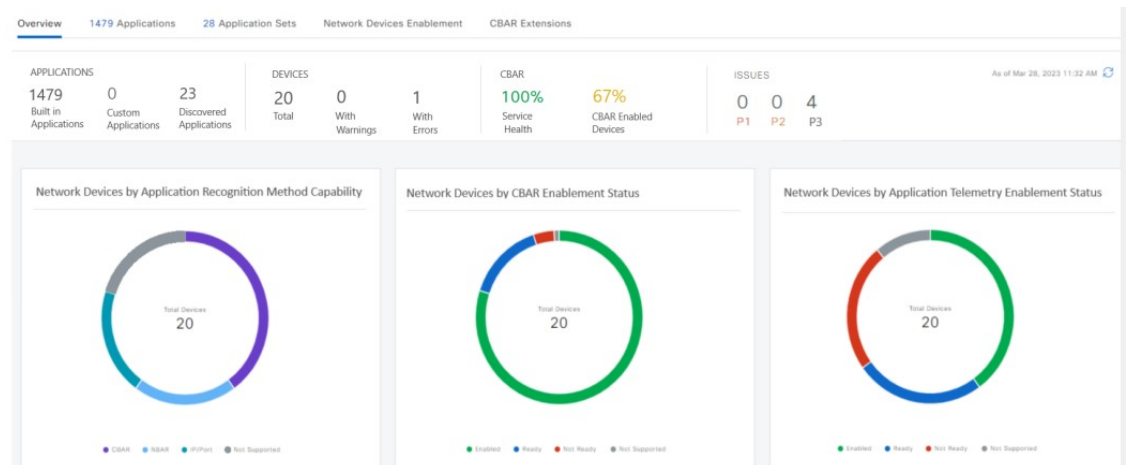 Overview 1479 Applications 28 Application Sets Network Devices Enablement CBAR Extensions
APPLICATIONS
1479 0 23
Built in Custom Discovered
Applications Applications Applications
DEVICES
20 0 1
Total With With
Warnings Errors
CBAR
100% 67%
Service CBAR Enabled
Health Devices
ISSUES
0 0 4
P1 P2 P3
As of Mar 28, 2023 11:32 AM
Network Devices by Application Recognition Method Capability
Total Devices
20
CBAR NBAR IP/Port Not Supported
Network Devices by CBAR Enablement Status
Total Devices
20
Enabled Ready Not Ready Not Supported
Network Devices by Application Telemetry Enablement Status
Total Devices
20
Enabled Ready Not Ready Not Supported